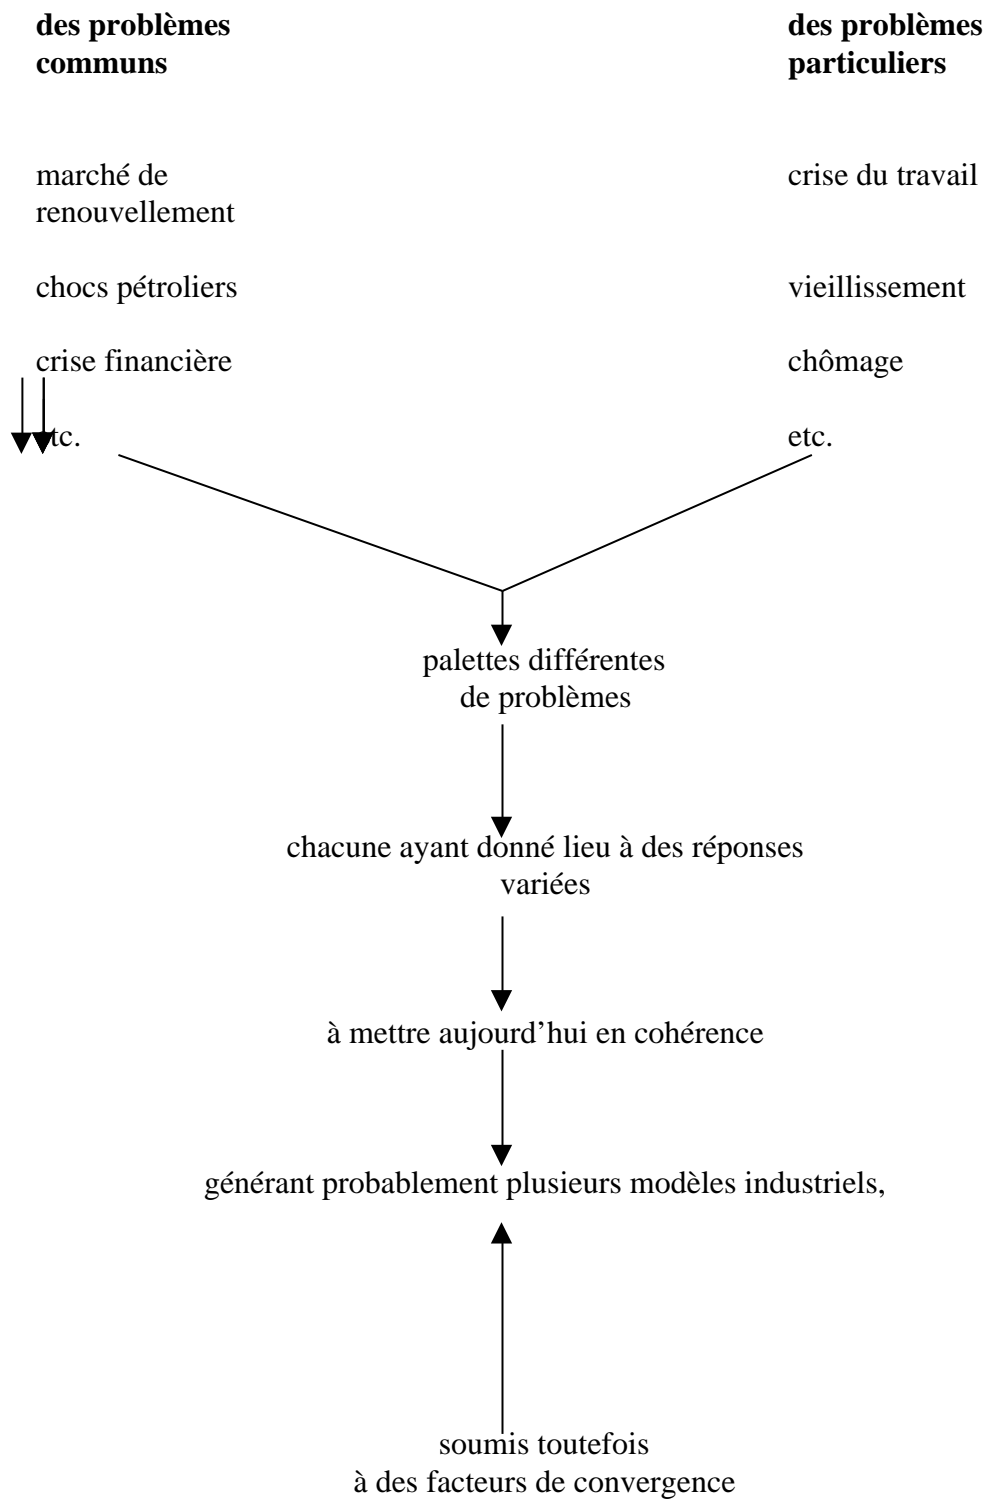 des problèmes
communs
des problèmes
particuliers
marché de
renouvellement
crise du travail
chocs pétroliers
vieillissement
crise financière
chômage
etc.
etc.
palettes différentes
de problèmes
chacune ayant donné lieu à des réponses
variées
à mettre aujourd’hui en cohérence
générant probablement plusieurs modèles industriels,
soumis toutefois
à des facteurs de convergence